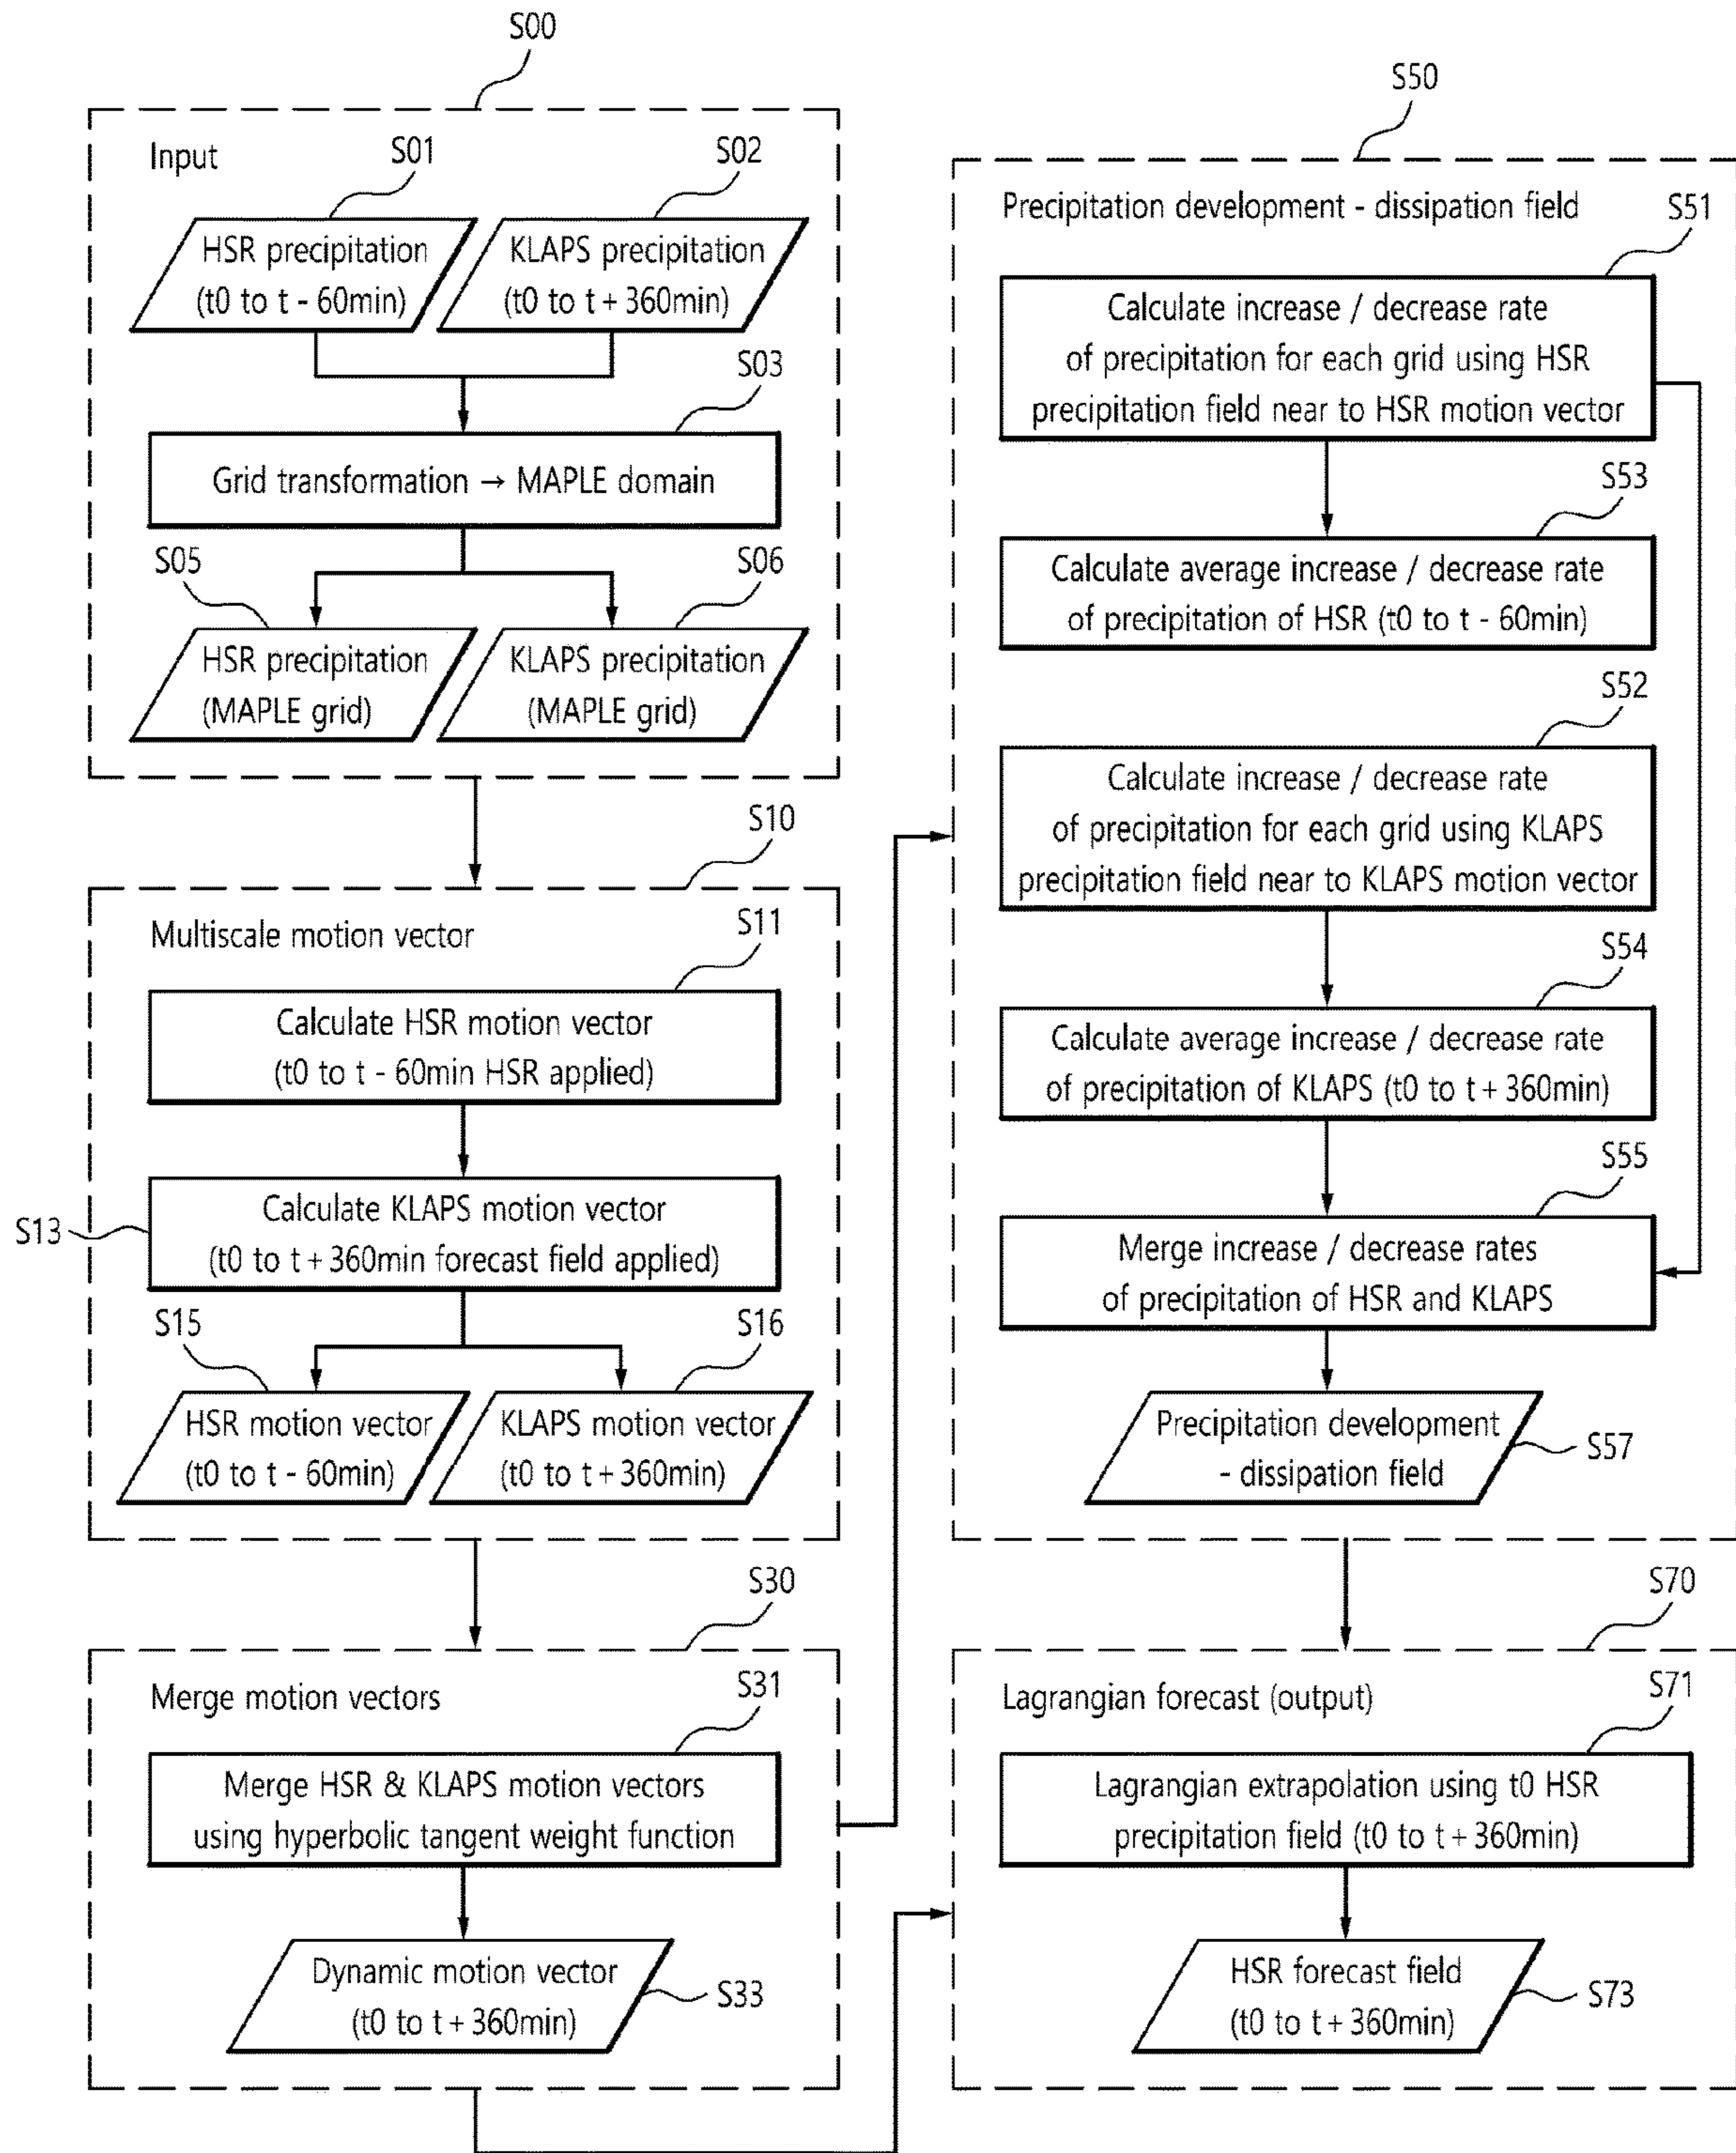 S00
Input
S01
S02
HSR precipitation
(t0 to t - 60min)
KLAPS precipitation
(t0 to t + 360min)
S03
Grid transformation → MAPLE domain
S05
S06
HSR precipitation
(MAPLE grid)
KLAPS precipitation
(MAPLE grid)
S10
Multiscale motion vector
S11
Calculate HSR motion vector
(t0 to t - 60min HSR applied)
S13
Calculate KLAPS motion vector
(t0 to t + 360min forecast field applied)
S15
S16
HSR motion vector
(t0 to t - 60min)
KLAPS motion vector
(t0 to t + 360min)
S30
Merge motion vectors
S31
Merge HSR & KLAPS motion vectors
using hyperbolic tangent weight function
Dynamic motion vector
(t0 to t + 360min)
S33
S50
Precipitation development - dissipation field
S51
Calculate increase / decrease rate
of precipitation for each grid using HSR
precipitation field near to HSR motion vector
S53
Calculate average increase / decrease rate
of precipitation of HSR (t0 to t - 60min)
S52
Calculate increase / decrease rate
of precipitation for each grid using KLAPS
precipitation field near to KLAPS motion vector
S54
Calculate average increase / decrease rate
of precipitation of KLAPS (t0 to t + 360min)
S55
Merge increase / decrease rates
of precipitation of HSR and KLAPS
Precipitation development
- dissipation field
S57
S70
Lagrangian forecast (output)
S71
Lagrangian extrapolation using t0 HSR
precipitation field (t0 to t + 360min)
HSR forecast field
(t0 to t + 360min)
S73